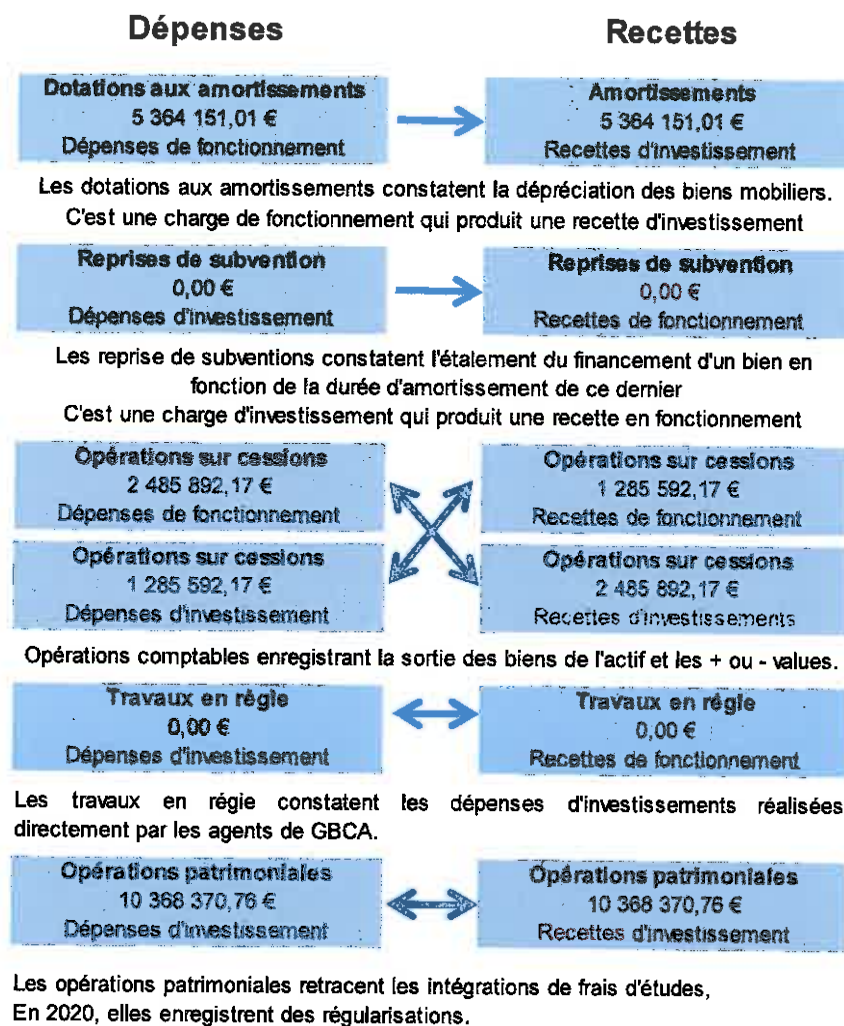 Dépenses
Recettes
Dotations aux amortissements
5 364 151,01 €
Dépenses de fonctionnement
Amortissements
5 364 151,01 €
Recettes d'investissement
Les dotations aux amortissements constatent la dépréciation des biens mobiliers.
C'est une charge de fonctionnement qui produit une recette d'investissement
Reprises de subvention
0,00 €
Dépenses d'investissement
Reprises de subvention
0,00 €
Recettes de fonctionnement
Les reprise de subventions constatent l'étalement du financement d'un bien en
fonction de la durée d'amortissement de ce dernier
C'est une charge d'investissement qui produit une recette en fonctionnement
Opérations sur cessions
2 485 892,17 €
Dépenses de fonctionnement
Opérations sur cessions
1 285 592,17 €
Recettes de fonctionnement
Opérations sur cessions
1 285 592,17 €
Dépenses d'investissement
Opérations sur cessions
2 485 892,17 €
Recettes d'investissements
Opérations comptables enregistrant la sortie des biens de l'actif et les + ou - values.
Travaux en régie
0,00 €
Dépenses d'investissement
Travaux en régie
0,00 €
Recettes de fonctionnement
Les travaux en régie constatent les dépenses d'investissements réalisées
directement par les agents de GBCA.
Opérations patrimoniales
10 368 370,76 €
Dépenses d'investissement
Opérations patrimoniales
10 368 370,76 €
Recettes d'investissement
Les opérations patrimoniales retracent les intégrations de frais d'études,
En 2020, elles enregistrent des régularisations.